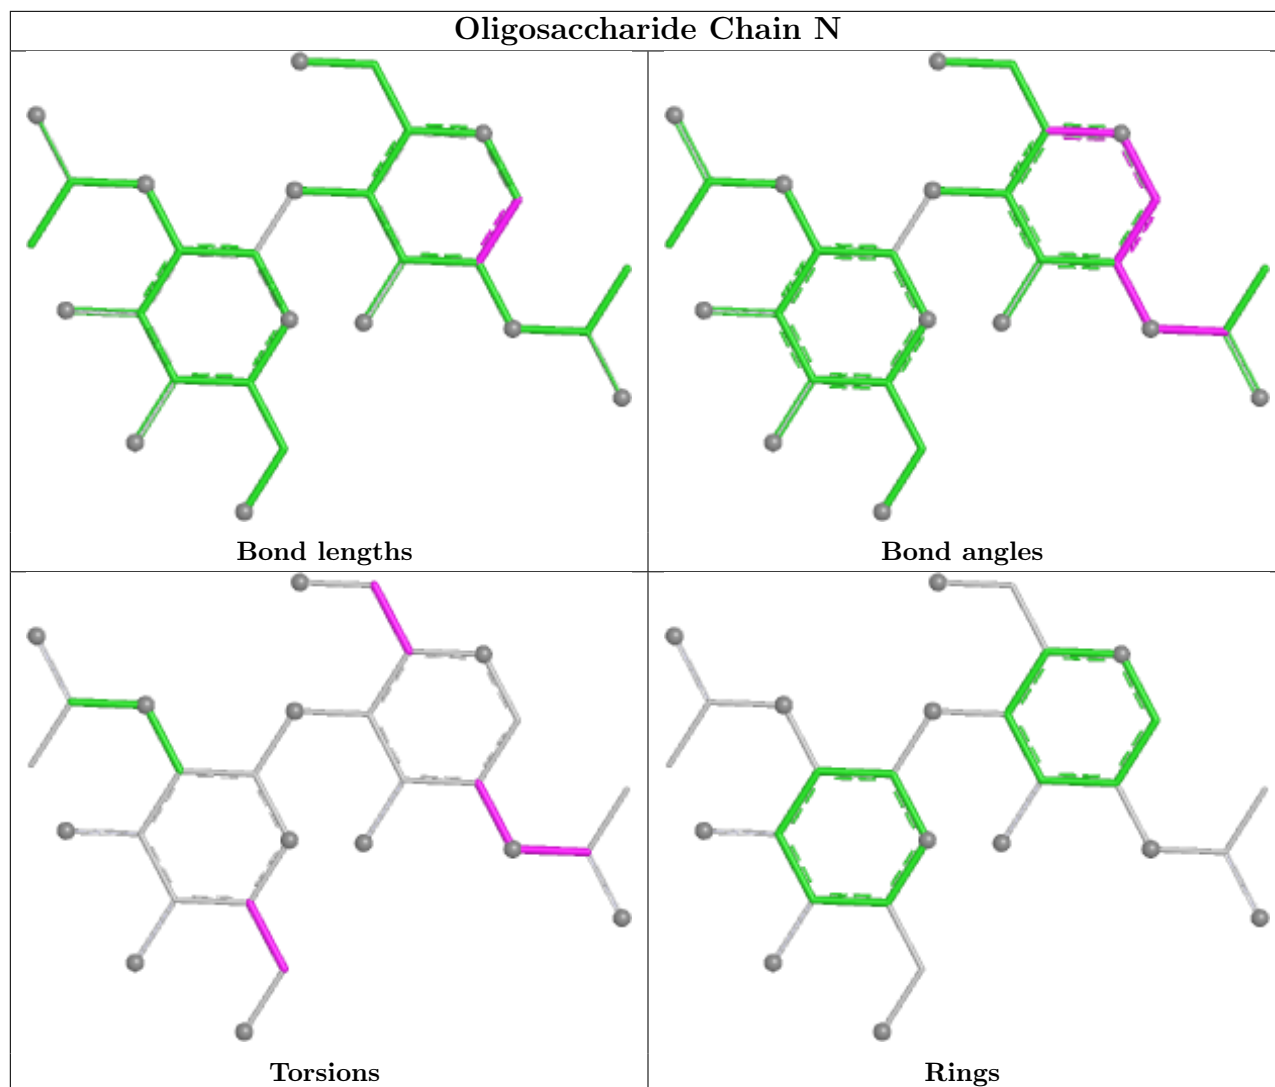 Oligosaccharide Chain N
Bond lengths
Bond angles
Torsions
Rings